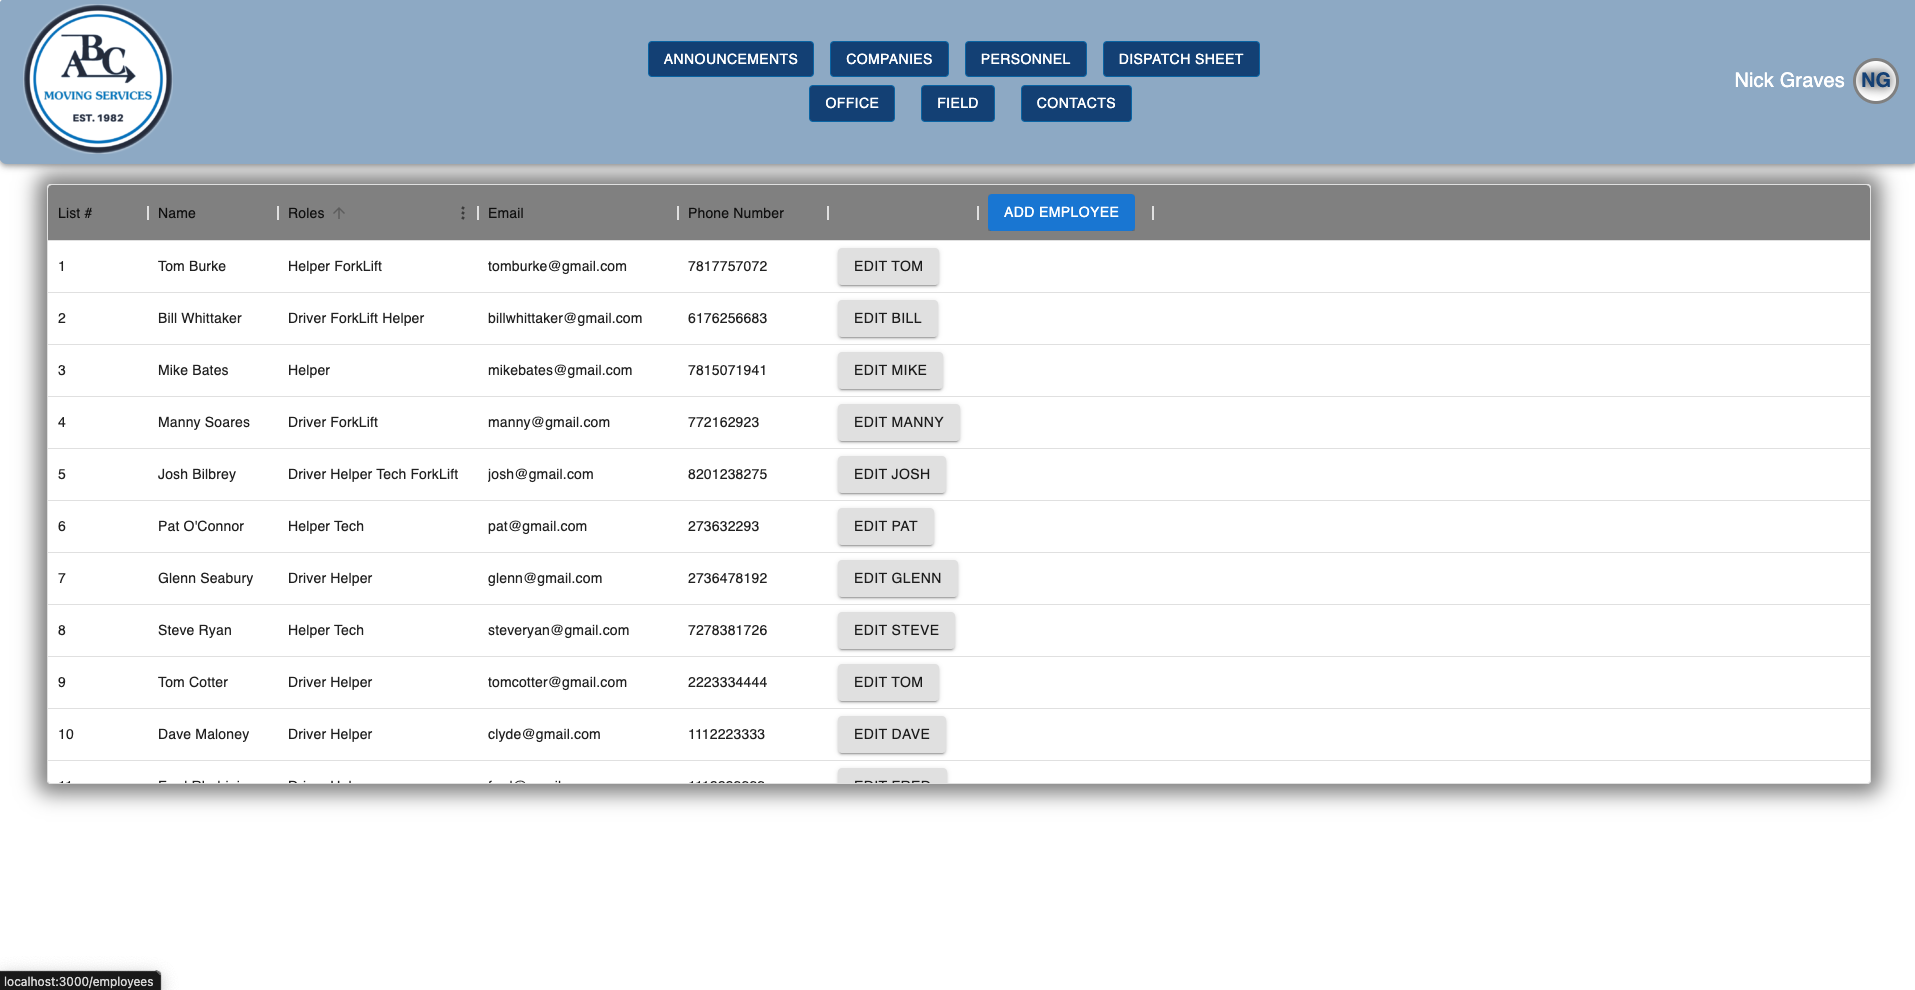 ABC
MOVING SERVICES
EST. 1982
ANNOUNCEMENTS COMPANIES PERSONNEL DISPATCH SHEET
OFFICE FIELD CONTACTS
Nick Graves NG
List # Name Roles Email Phone Number ADD EMPLOYEE
1 Tom Burke Helper ForkLift tomburke@gmail.com 7817757072 EDIT TOM
2 Bill Whittaker Driver ForkLift Helper billwhittaker@gmail.com 6176256683 EDIT BILL
3 Mike Bates Helper mikebates@gmail.com 7815071941 EDIT MIKE
4 Manny Soares Driver ForkLift manny@gmail.com 772162923 EDIT MANNY
5 Josh Bilbrey Driver Helper Tech ForkLift josh@gmail.com 8201238275 EDIT JOSH
6 Pat O'Connor Helper Tech pat@gmail.com 273632293 EDIT PAT
7 Glenn Seabury Driver Helper glenn@gmail.com 2736478192 EDIT GLENN
8 Steve Ryan Helper Tech steveryan@gmail.com 7278381726 EDIT STEVE
9 Tom Cotter Driver Helper tomcotter@gmail.com 2223334444 EDIT TOM
10 Dave Maloney Driver Helper clyde@gmail.com 1112223333 EDIT DAVE
11 Driver Helper EDIT FRED
localhost:3000/employees